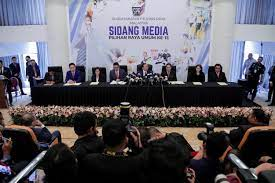 SURUHANJAYA PILIHAN RAYA
MALAYSIA
SIDANG MEDIA
PILIHAN RAYA UMUM KE 15